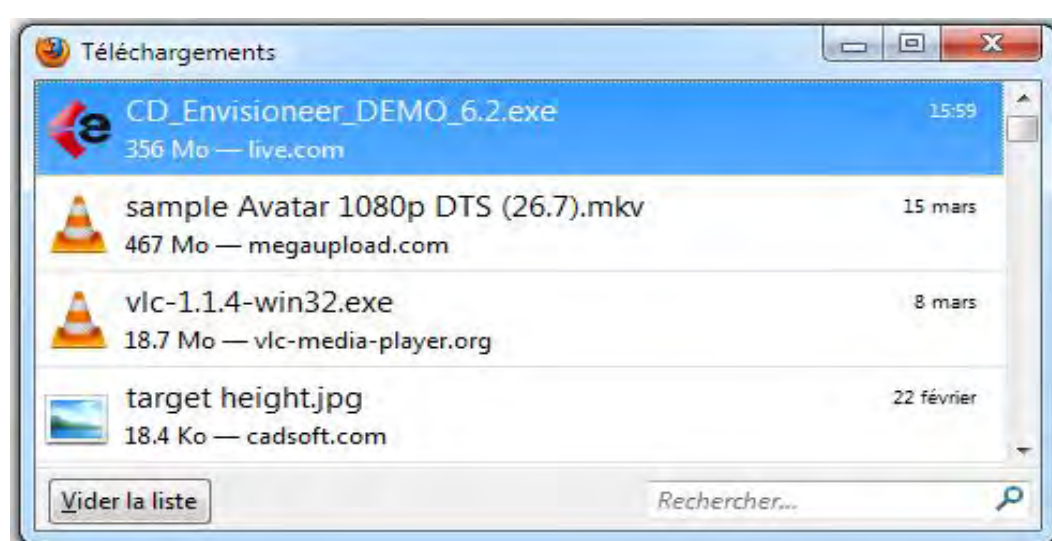 Téléchargements
CD_Envisioneer_DEMO_6.2.exe
15:59
356 Mo — live.com
sample Avatar 1080p DTS (26.7).mkv
15 mars
467 Mo — megaupload.com
vlc-1.1.4-win32.exe
8 mars
18.7 Mo — vlc-media-player.org
target height.jpg
22 février
18.4 Ko — cadsoft.com
Vider la liste
Rechercher...